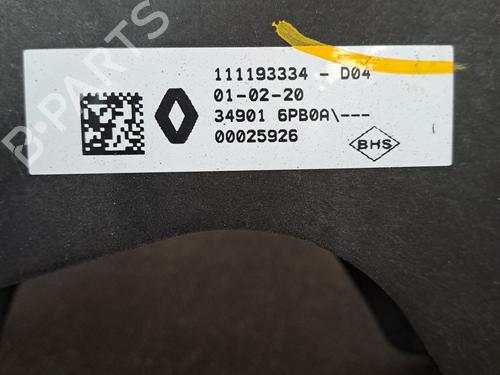 111193334 - D04
01-02-20
34901 6PB0A\---
00025926
BHS
B-PARTS